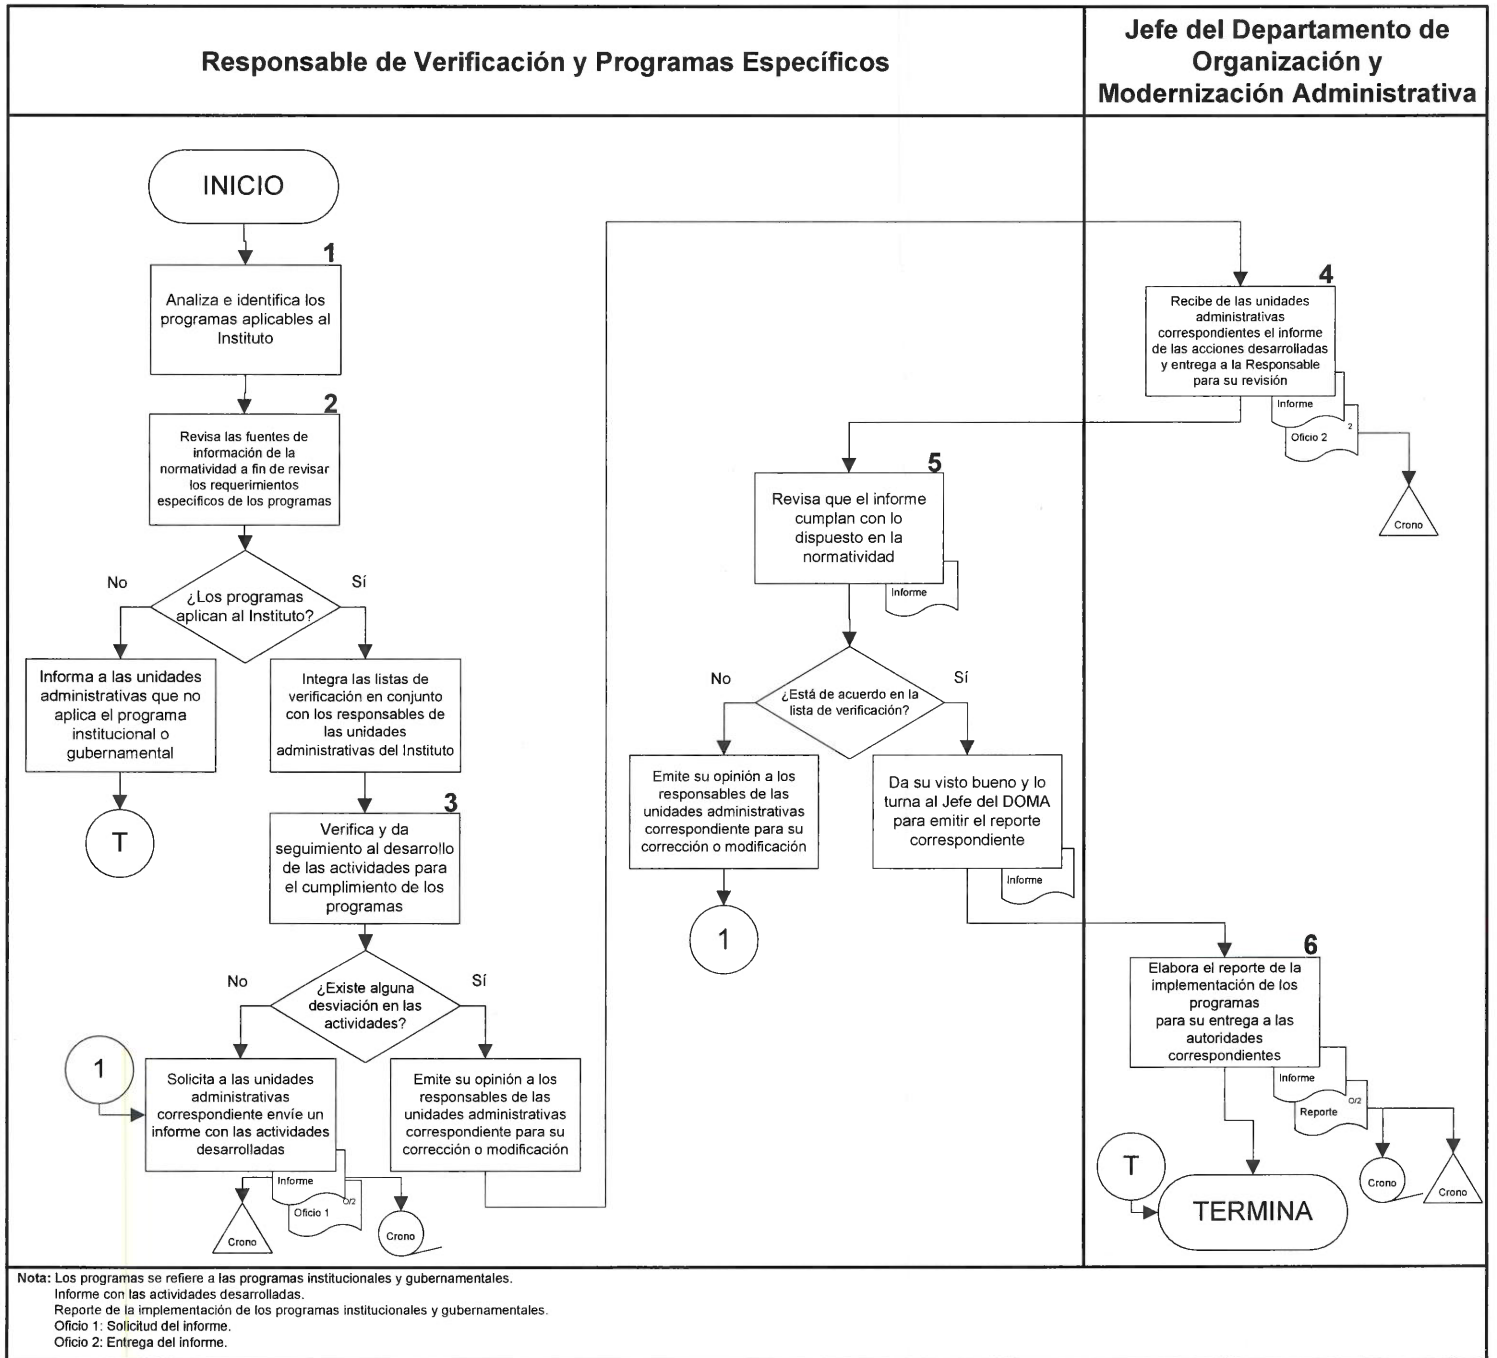 Responsable de Verificación y Programas Específicos
Jefe del Departamento de
Organización y
Modernización Administrativa
INICIO
1
Analiza e identifica los
programas aplicables al
Instituto
2
Revisa las fuentes de
información de la
normatividad a fin de revisar
los requerimientos
específicos de los programas
¿Los programas
aplican al Instituto?
No
Sí
Informa a las unidades
administrativas que no
aplica el programa
institucional o
gubernamental
T
Integra las listas de
verificación en conjunto
con los responsables de
las unidades
administrativas del Instituto
3
Verifica y da
seguimiento al desarrollo
de las actividades para
el cumplimiento de los
programas
¿Existe alguna
desviación en las
actividades?
No
Sí
1
Solicita a las unidades
administrativas
correspondiente envíe un
informe con las actividades
desarrolladas
Informe
Oficio 1
O/2
Crono
Crono
Emite su opinión a los
responsables de las
unidades administrativas
correspondiente para su
corrección o modificación
4
Recibe de las unidades
administrativas
correspondientes el informe
de las acciones desarrolladas
y entrega a la Responsable
para su revisión
Informe
Oficio 2
2
Crono
5
Revisa que el informe
cumplan con lo
dispuesto en la
normatividad
Informe
¿Está de acuerdo en la
lista de verificación?
No
Sí
Emite su opinión a los
responsables de las
unidades administrativas
correspondiente para su
corrección o modificación
1
Da su visto bueno y lo
turna al Jefe del DOMA
para emitir el reporte
correspondiente
Informe
6
Elabora el reporte de la
implementación de los
programas
para su entrega a las
autoridades
correspondientes
Informe
Reporte
O/2
Crono
Crono
T
TERMINA
Nota: Los programas se refiere a las programas institucionales y gubernamentales.
Informe con las actividades desarrolladas.
Reporte de la implementación de los programas institucionales y gubernamentales.
Oficio 1: Solicitud del informe.
Oficio 2: Entrega del informe.